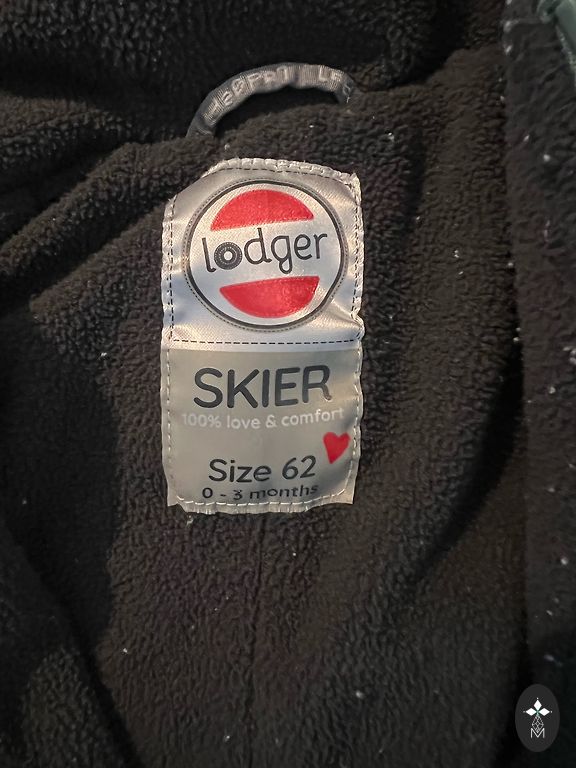 lodger
SKIER
100% love & comfort
Size 62
0 - 3 months
M